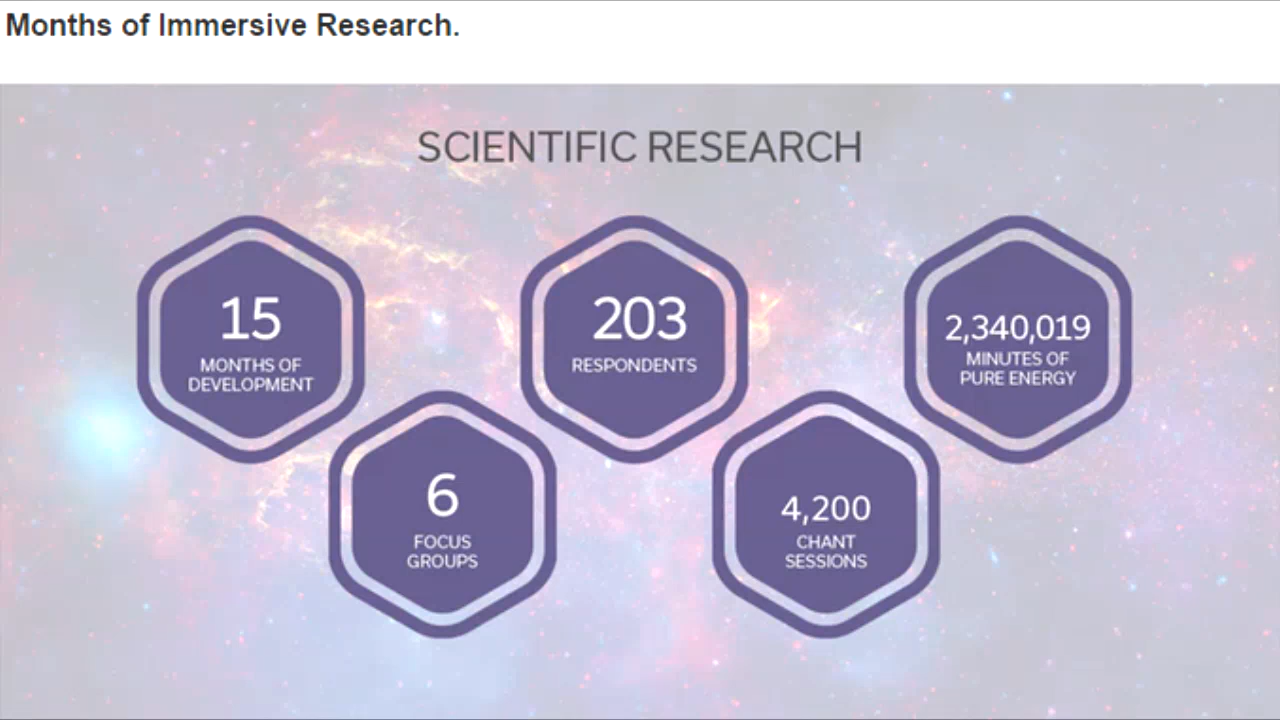 Months of Immersive Research.
SCIENTIFIC RESEARCH
15
MONTHS OF
DEVELOPMENT
203
RESPONDENTS
2,340,019
MINUTES OF
PURE ENERGY
6
FOCUS
GROUPS
4,200
CHANT
SESSIONS